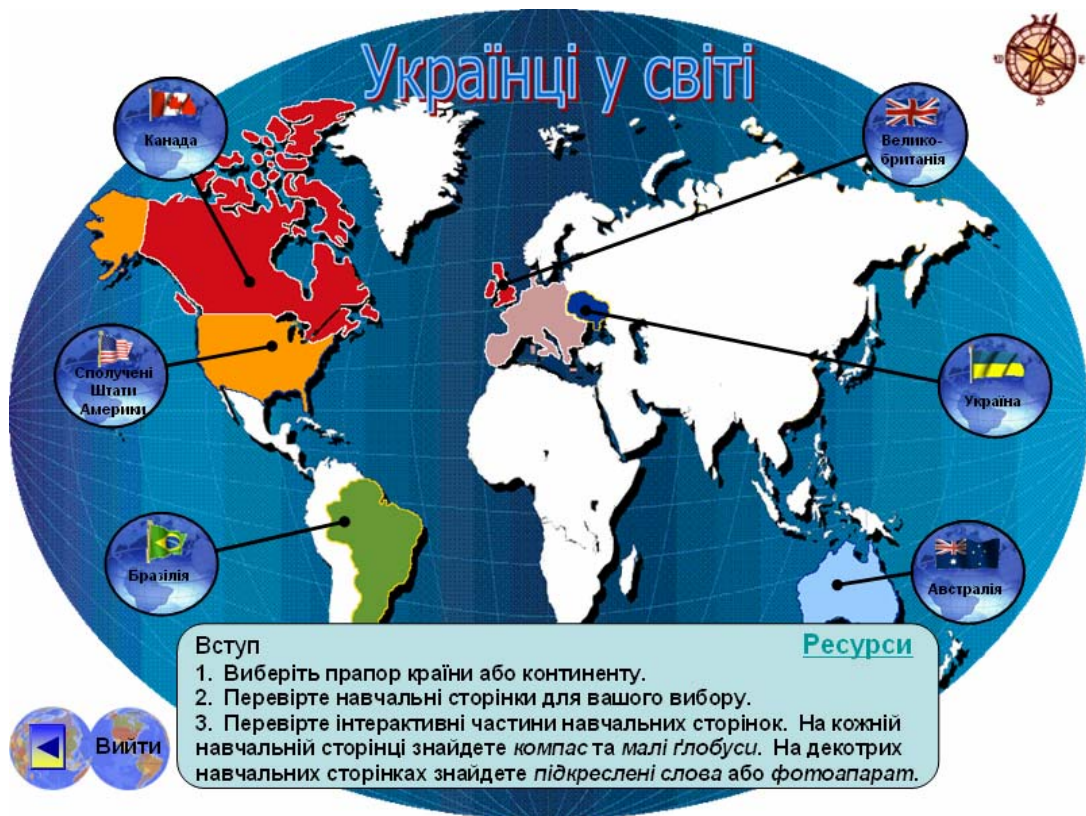 Українці у світі
Канада
Велико-
британія
Сполучені
Штати
Америки
Україна
Бразілія
Австралія
Вступ
Ресурси
1. Виберіть прапор країни або континенту.
2. Перевірте навчальні сторінки для вашого вибору.
3. Перевірте інтерактивні частини навчальних сторінок. На кожній
навчальній сторінці знайдете компас та малі ґлобуси. На декотрих
навчальних сторінках знайдете підкреслені слова або фотоапарат.
Вийти